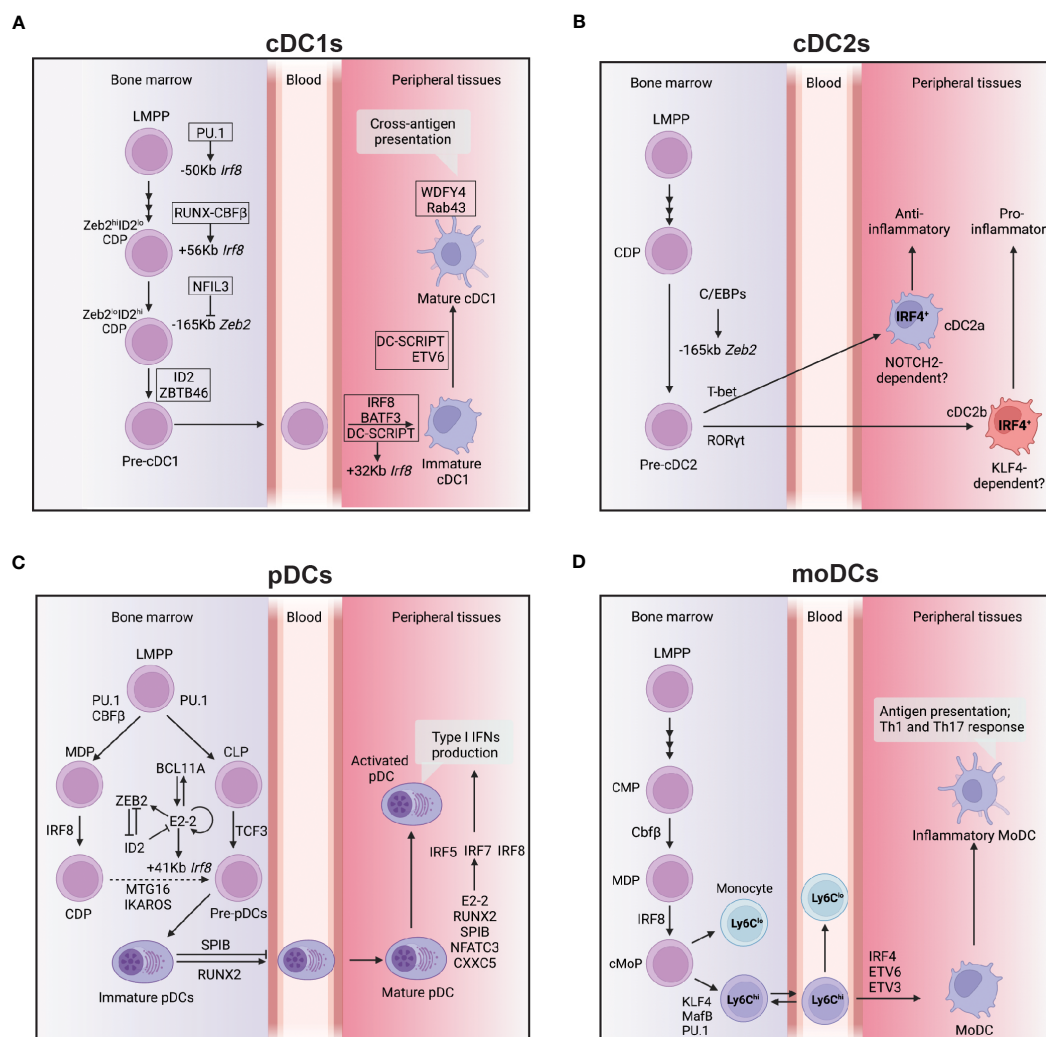 A
cDC1s
Bone marrow
Blood
Peripheral tissues
LMPP
PU.1
-50Kb Irf8
Zeb2hiID2lo
CDP
RUNX-CBFβ
+56Kb Irf8
NFIL3
Zeb2loID2hi
CDP
-165Kb Zeb2
ID2
ZBTB46
Pre-cDC1
Cross-antigen
presentation
WDFY4
Rab43
Mature cDC1
DC-SCRIPT
ETV6
IRF8
BATF3
DC-SCRIPT
+32Kb Irf8
Immature
cDC1
B
cDC2s
Bone marrow
Blood
Peripheral tissues
LMPP
CDP
C/EBPs
-165kb Zeb2
T-bet
RORγt
Pre-cDC2
Anti-
inflammatory
Pro-
inflammator
IRF4+
cDC2a
NOTCH2-
dependent?
cDC2b
IRF4+
KLF4-
dependent?
C
pDCs
Bone marrow
Blood
Peripheral tissues
LMPP
PU.1
CBFβ
PU.1
MDP
CLP
BCL11A
ZEB2
E2-2
IRF8
ID2
TCF3
+41Kb Irf8
MTG16
IKAROS
CDP
Pre-pDCs
SPIB
RUNX2
Immature pDCs
Type I IFNs
production
Activated
pDC
IRF5 IRF7 IRF8
E2-2
RUNX2
SPIB
NFATC3
CXXC5
Mature pDC
D
moDCs
Bone marrow
Blood
Peripheral tissues
LMPP
CMP
Cbfβ
MDP
IRF8
cMoP
Monocyte
Ly6Clo
Ly6Clo
KLF4
MafB
PU.1
Ly6Chi
Ly6Chi
IRF4
ETV6
ETV3
Antigen presentation;
Th1 and Th17 response
Inflammatory MoDC
MoDC